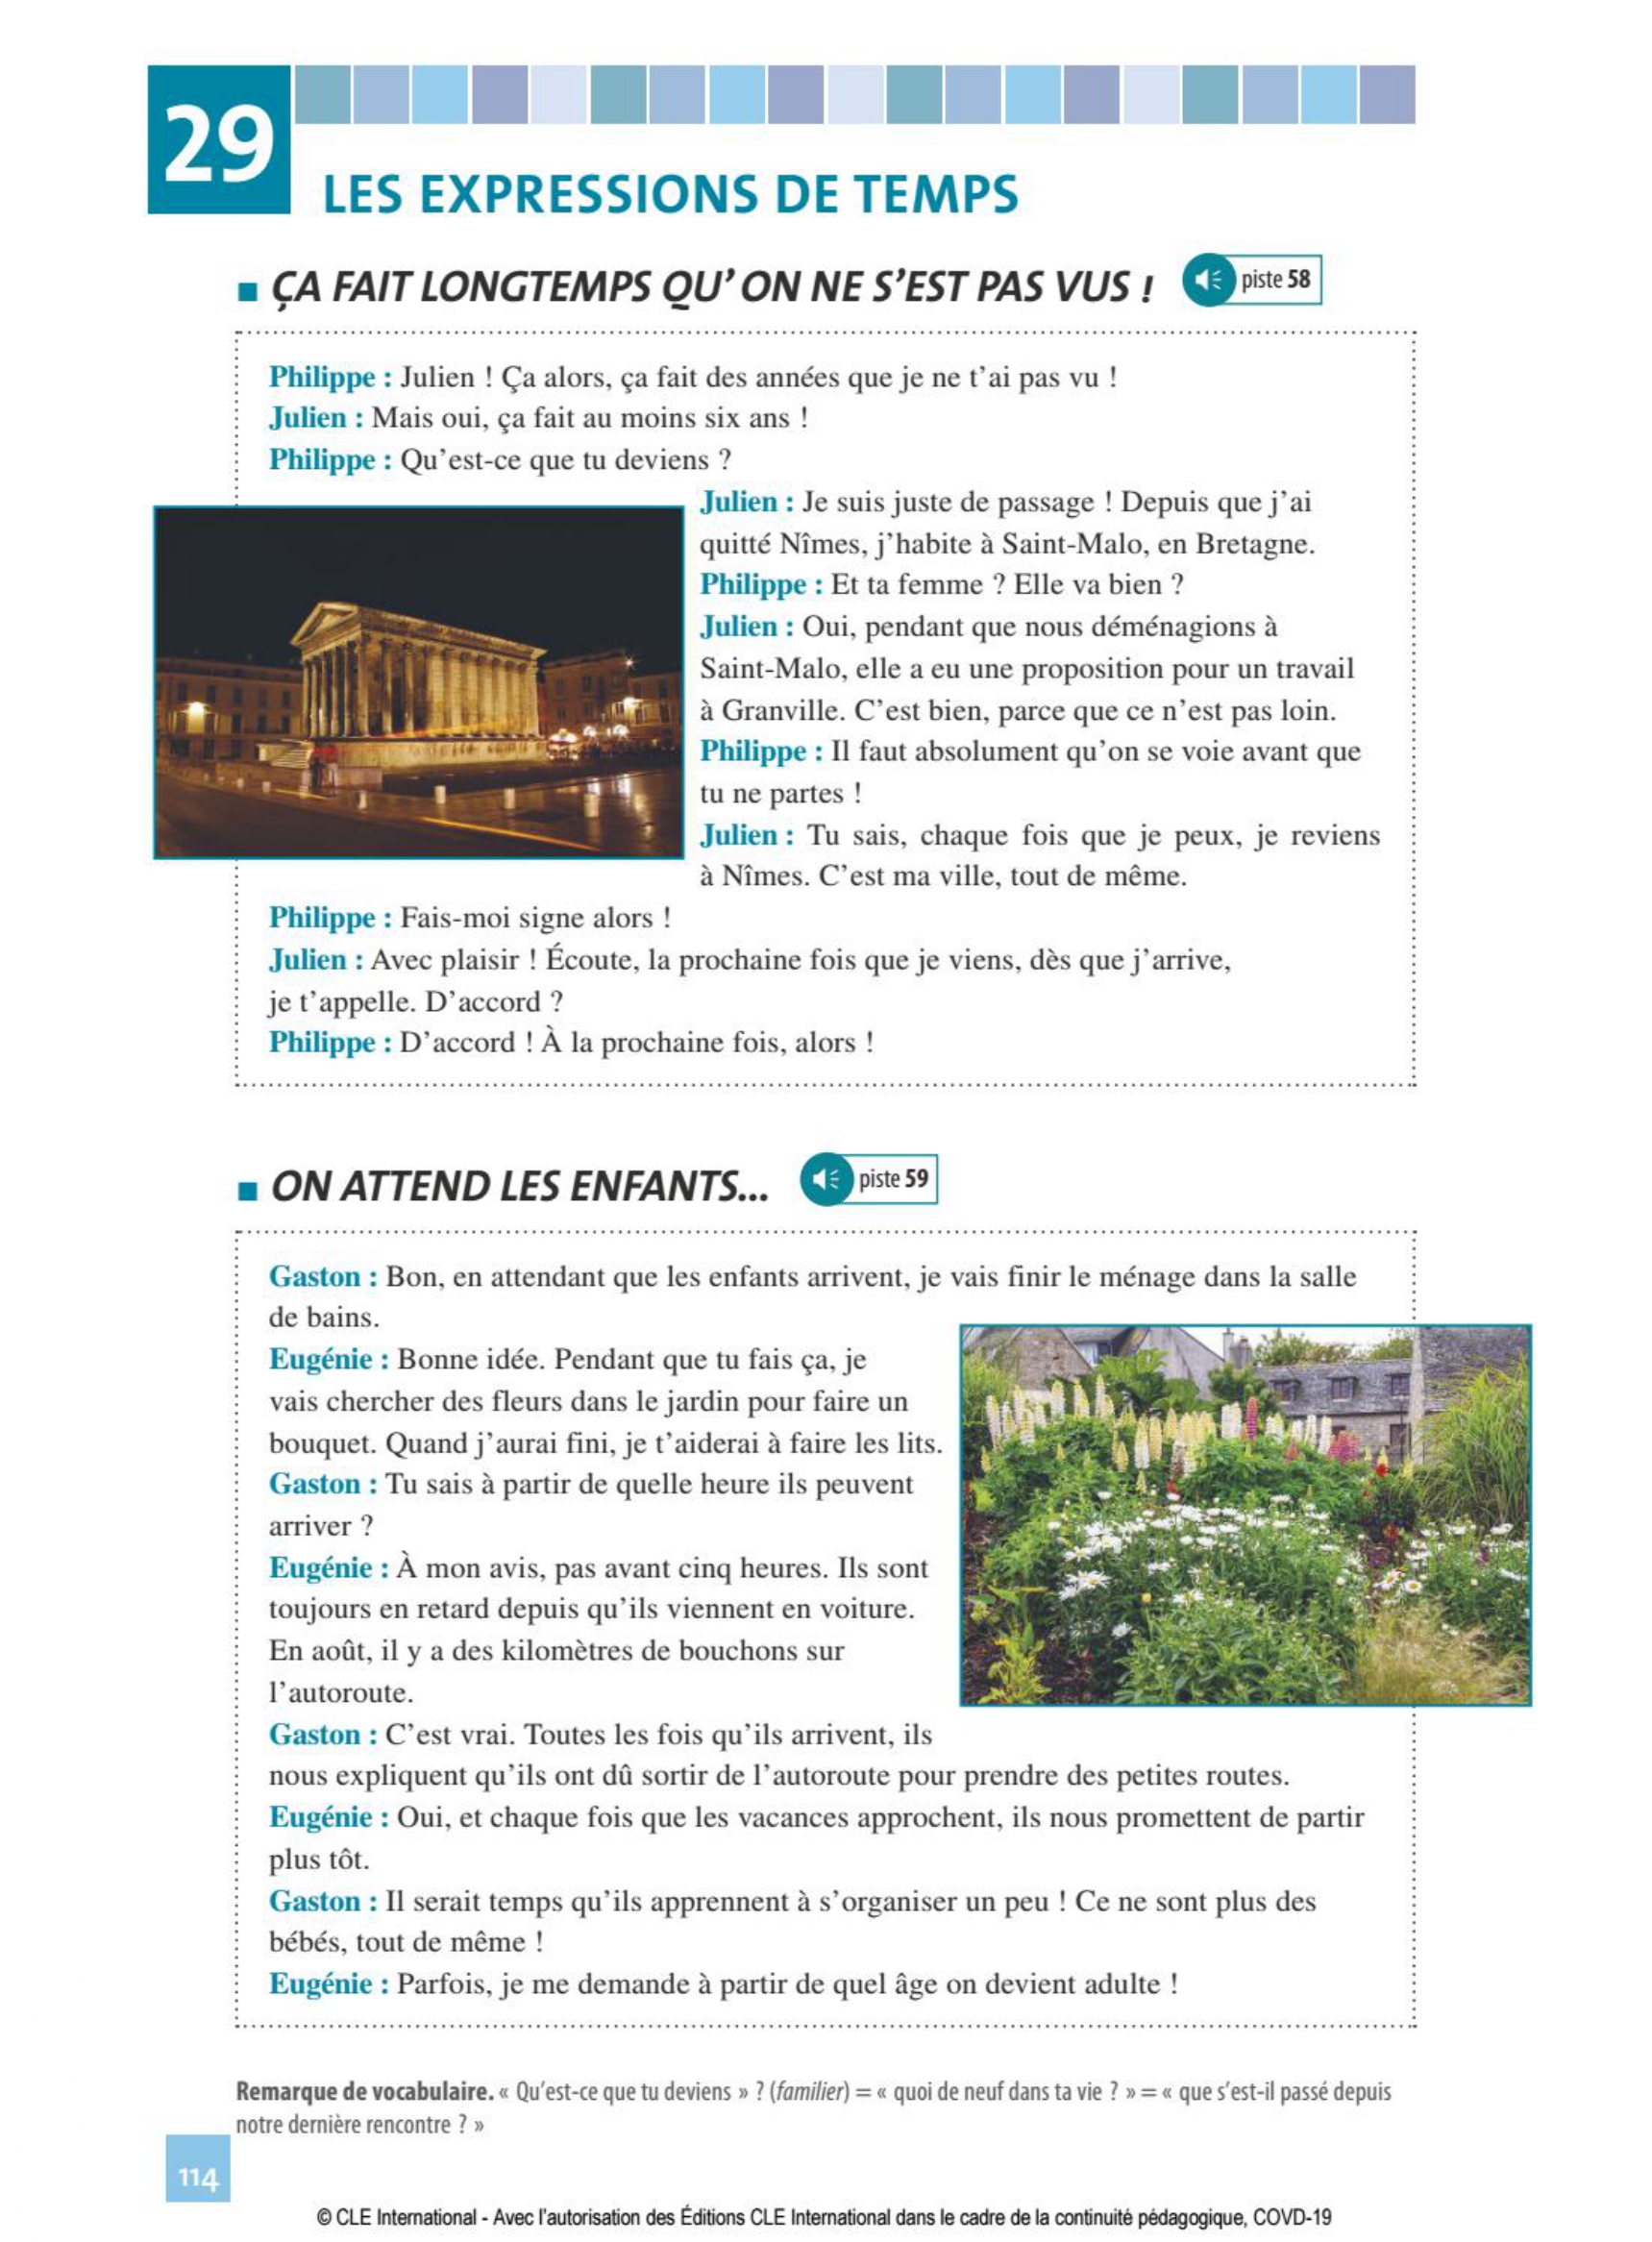 29
LES EXPRESSIONS DE TEMPS
ÇA FAIT LONGTEMPS QU'ON NE S'EST PAS VUS !
piste 58
Philippe : Julien ! Ça alors, ça fait des années que je ne t'ai pas vu !
Julien : Mais oui, ça fait au moins six ans !
Philippe : Qu'est-ce que tu deviens ?
Julien : Je suis juste de passage ! Depuis que j'ai
quitté Nîmes, j'habite à Saint-Malo, en Bretagne.
Philippe : Et ta femme ? Elle va bien ?
Julien : Oui, pendant que nous déménagions à
Saint-Malo, elle a eu une proposition pour un travail
à Granville. C'est bien, parce que ce n'est pas loin.
Philippe : Il faut absolument qu'on se voie avant que
tu ne partes !
Julien : Tu sais, chaque fois que je peux, je reviens
à Nîmes. C'est ma ville, tout de même.
Philippe : Fais-moi signe alors !
Julien : Avec plaisir ! Écoute, la prochaine fois que je viens, dès que j'arrive,
je t'appelle. D'accord ?
Philippe : D'accord ! À la prochaine fois, alors !
ON ATTEND LES ENFANTS...
piste 59
Gaston : Bon, en attendant que les enfants arrivent, je vais finir le ménage dans la salle
de bains.
Eugénie : Bonne idée. Pendant que tu fais ça, je
vais chercher des fleurs dans le jardin pour faire un
bouquet. Quand j'aurai fini, je t'aiderai à faire les lits.
Gaston : Tu sais à partir de quelle heure ils peuvent
arriver ?
Eugénie : À mon avis, pas avant cinq heures. Ils sont
toujours en retard depuis qu'ils viennent en voiture.
En août, il y a des kilomètres de bouchons sur
l'autoroute.
Gaston : C'est vrai. Toutes les fois qu'ils arrivent, ils
nous expliquent qu'ils ont dû sortir de l'autoroute pour prendre des petites routes.
Eugénie : Oui, et chaque fois que les vacances approchent, ils nous promettent de partir
plus tôt.
Gaston : Il serait temps qu'ils apprennent à s'organiser un peu ! Ce ne sont plus des
bébés, tout de même !
Eugénie : Parfois, je me demande à partir de quel âge on devient adulte !
Remarque de vocabulaire. « Qu'est-ce que tu deviens » ? (familier) = « quoi de neuf dans ta vie ? » = « que s'est-il passé depuis
notre dernière rencontre ? »
114
© CLE International - Avec l'autorisation des Éditions CLE International dans le cadre de la continuité pédagogique, COVD-19